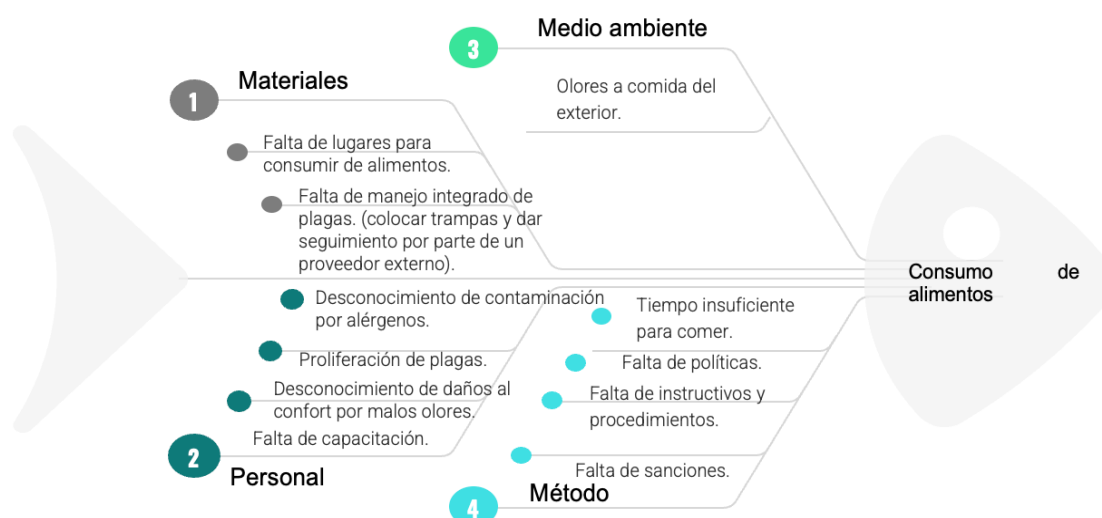 1
Materiales
Falta de lugares para
consumir de alimentos.
Falta de manejo integrado de
plagas. (colocar trampas y dar
seguimiento por parte de un
proveedor externo).
3
Medio ambiente
Olores a comida del
exterior.
Desconocimiento de contaminación
por alérgenos.
Proliferación de plagas.
Desconocimiento de daños al
confort por malos olores.
Falta de capacitación.
2
Personal
Tiempo insuficiente
para comer.
Falta de políticas.
Falta de instructivos y
procedimientos.
Falta de sanciones.
4
Método
Consumo de
alimentos